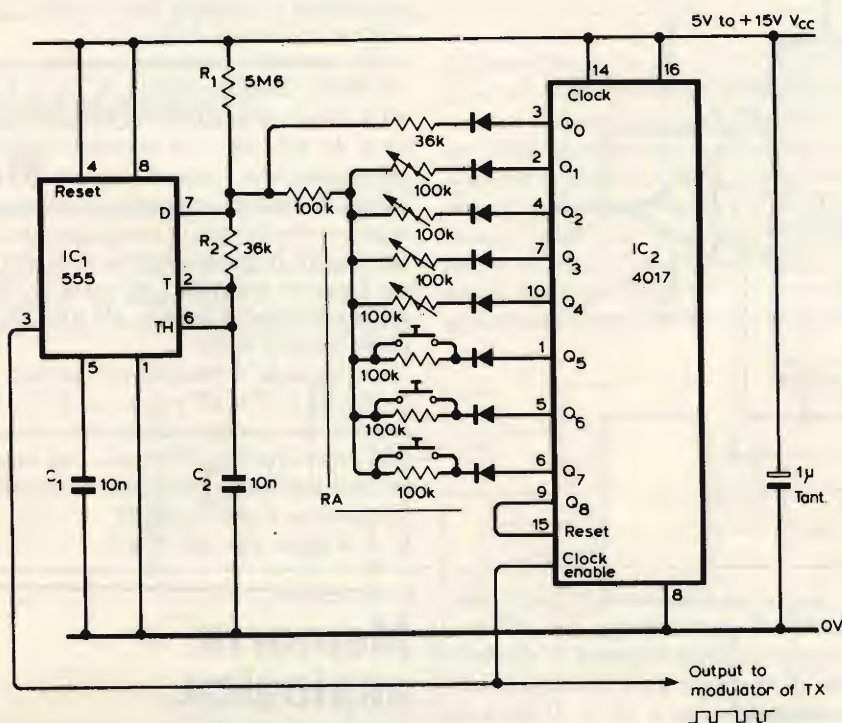 5V to +15V VCC
R1 5M6
14 16
Clock
4 8
Reset
D 7
IC1
555
R2 36k
T 2
TH 6
3
5 1
C1 10n
C2 10n
100k
36k
3 Q0
100k
2 Q1
100k
4 Q2
100k
7 Q3
100k
10 Q4
100k
1 Q5
100k
5 Q6
100k
6 Q7
RA
9 Q8
15 Reset
Clock
enable
IC2
4017
8
1μ
Tant.
0V
Output to
modulator of TX